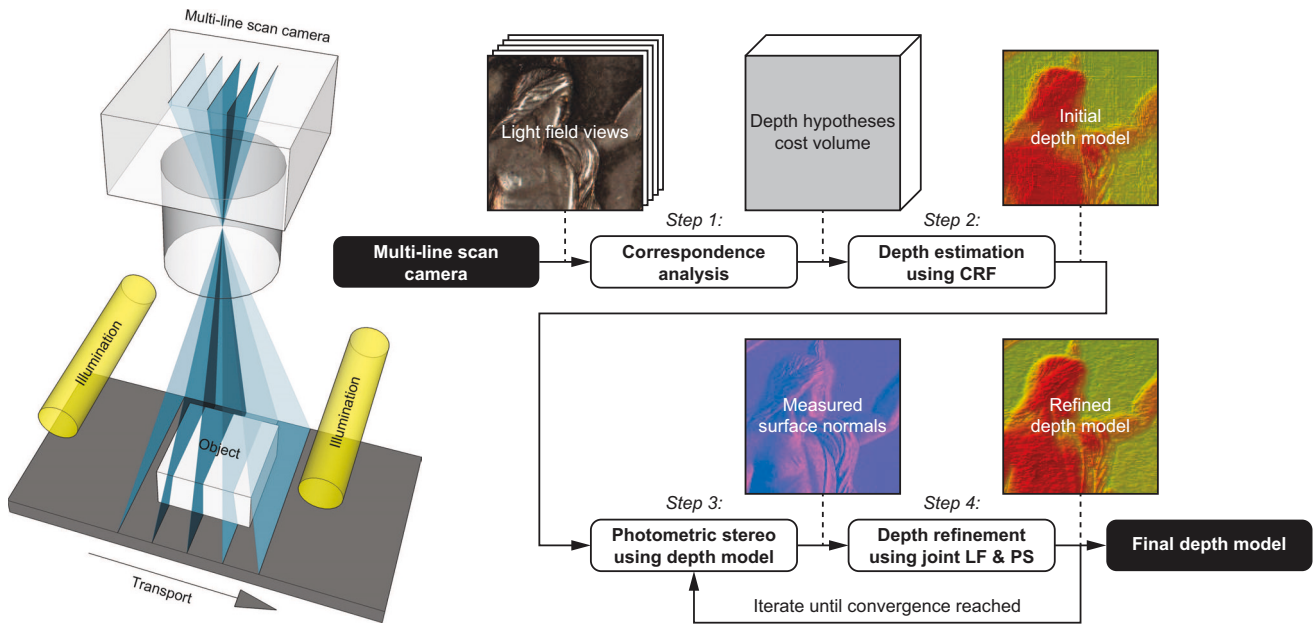 Multi-line scan
camera
Illumination
Illumination
Object
Transport
Light field views
Depth hypotheses
cost volume
Initial
depth model
Step 1:
Step 2:
Multi-line scan
camera
Correspondence
analysis
Depth estimation
using CRF
Measured
surface normals
Refined
depth model
Step 3:
Step 4:
Photometric stereo
using depth model
Depth refinement
using joint LF & PS
Final depth model
Iterate until convergence reached